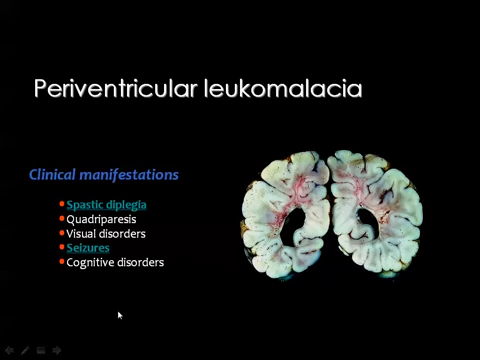 Periventricular leukomalacia
Clinical manifestations
Spastic diplegia
Quadriparesis
Visual disorders
Seizures
Cognitive disorders